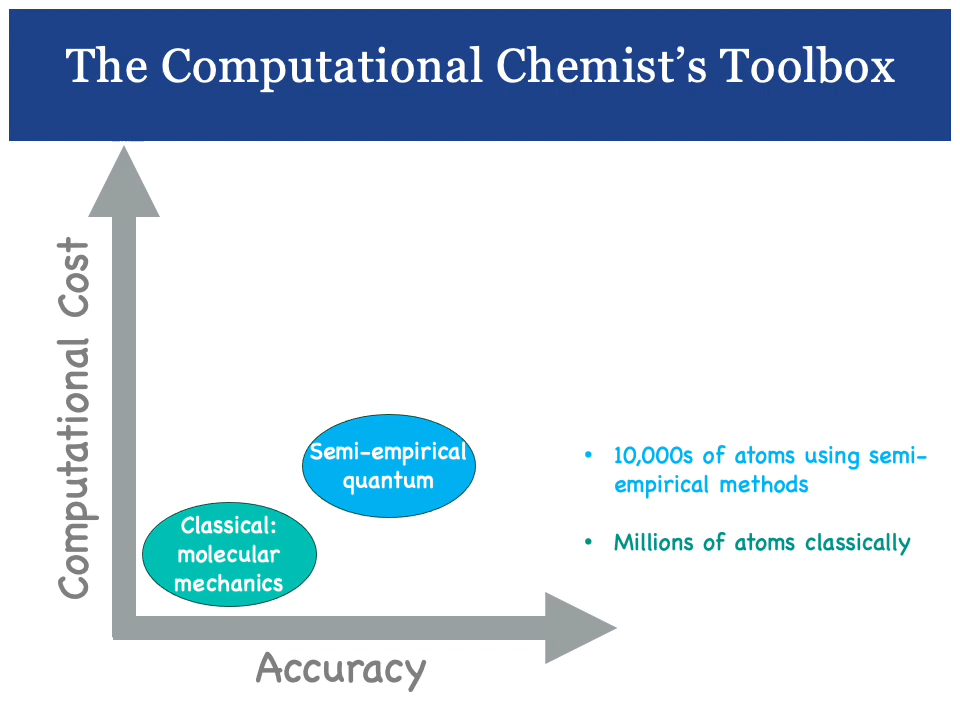 The Computational Chemist’s Toolbox
Computational Cost
Semi-empirical
quantum
Classical:
molecular
mechanics
• 10,000s of atoms using semi-
empirical methods
• Millions of atoms classically
Accuracy